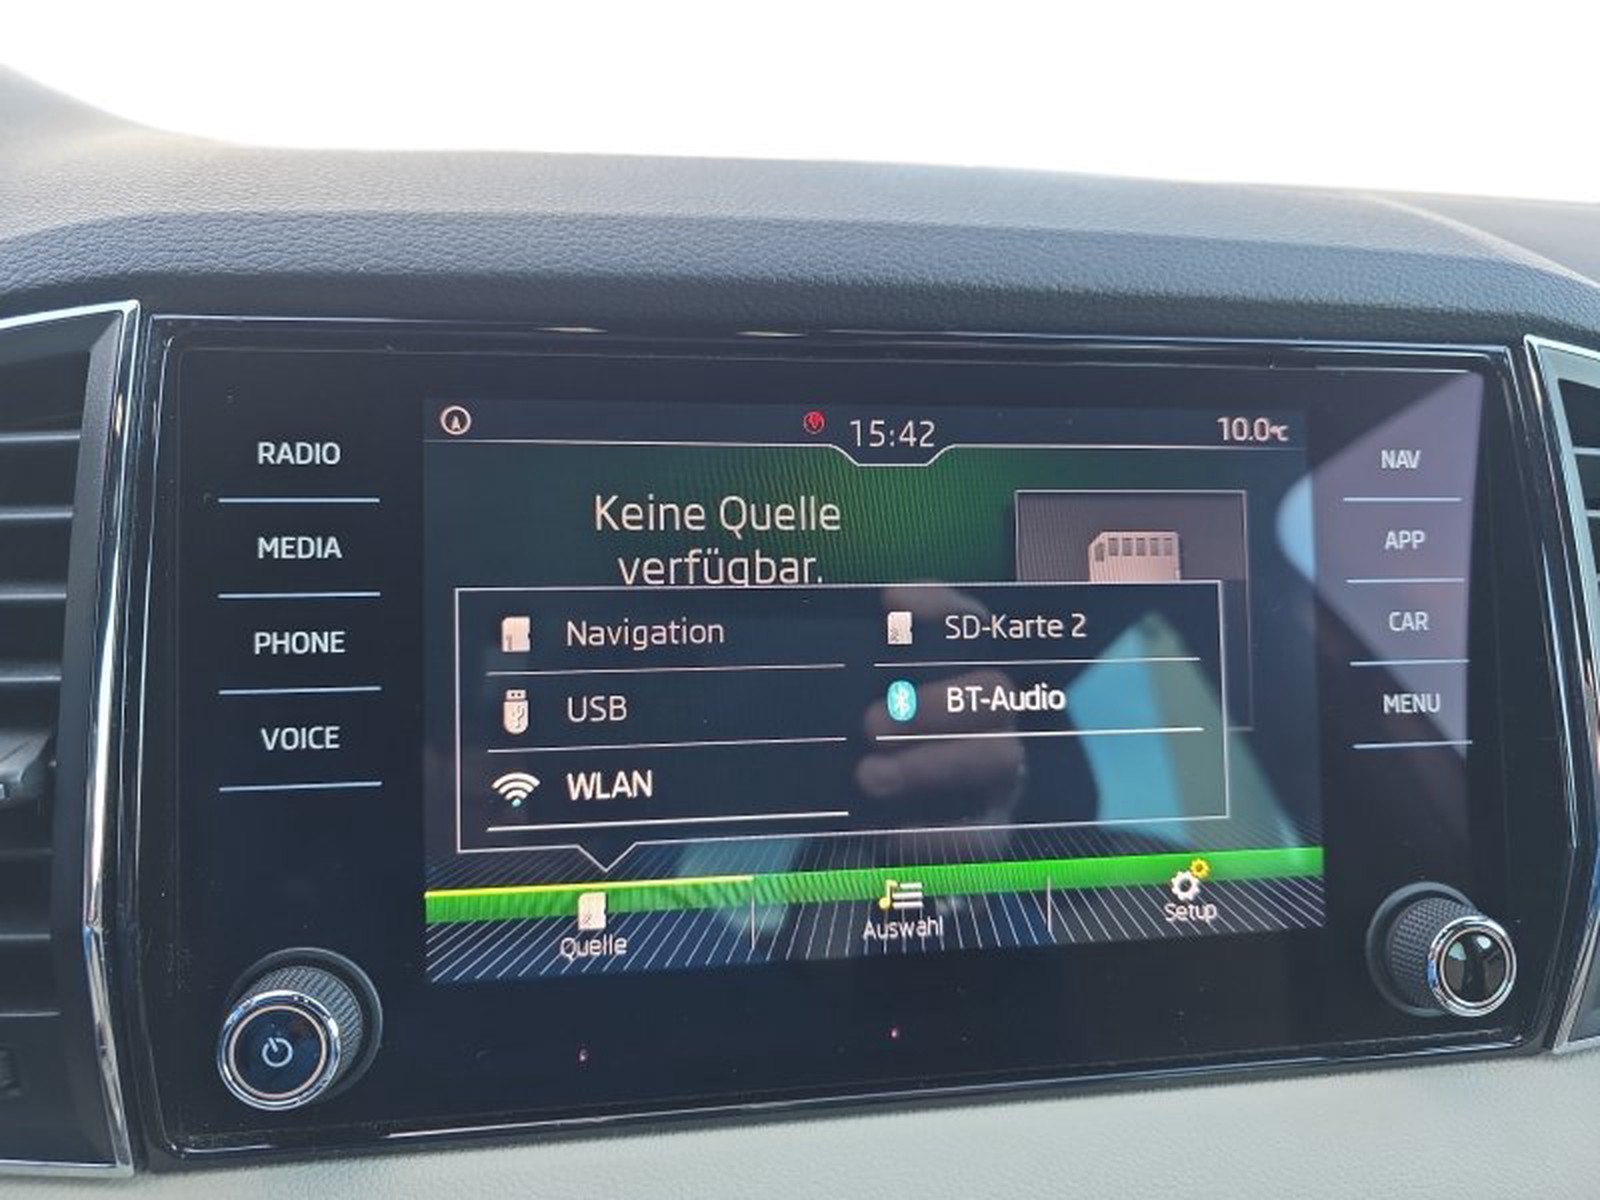 RADIO
MEDIA
PHONE
VOICE
15:42
10.0°C
Keine Quelle
verfügbar.
Navigation
SD-Karte 2
USB
BT-Audio
WLAN
Quelle
Auswahl
Setup
NAV
APP
CAR
MENU